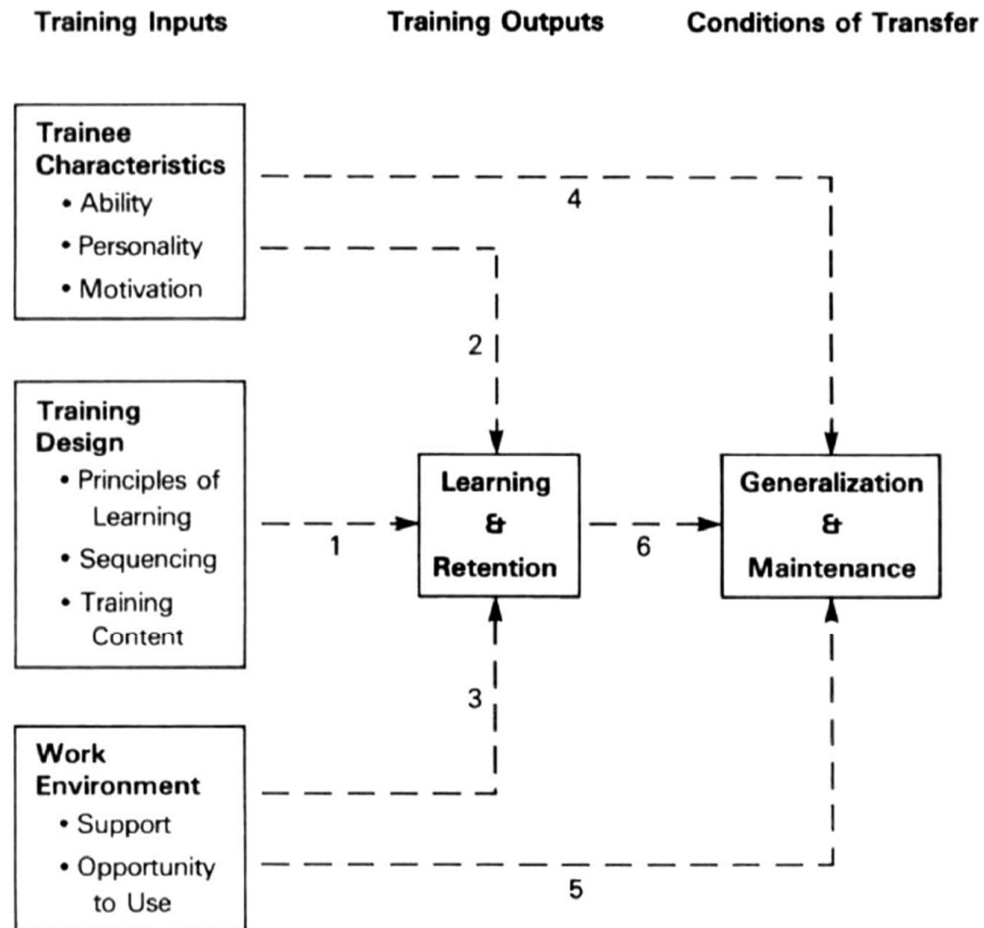 Training Inputs
Training Outputs
Conditions of Transfer
Trainee
Characteristics
• Ability
• Personality
• Motivation
4
2
Training
Design
• Principles of
Learning
• Sequencing
• Training
Content
1
Learning
&
Retention
6
Generalization
&
Maintenance
3
Work
Environment
• Support
• Opportunity
to Use
5